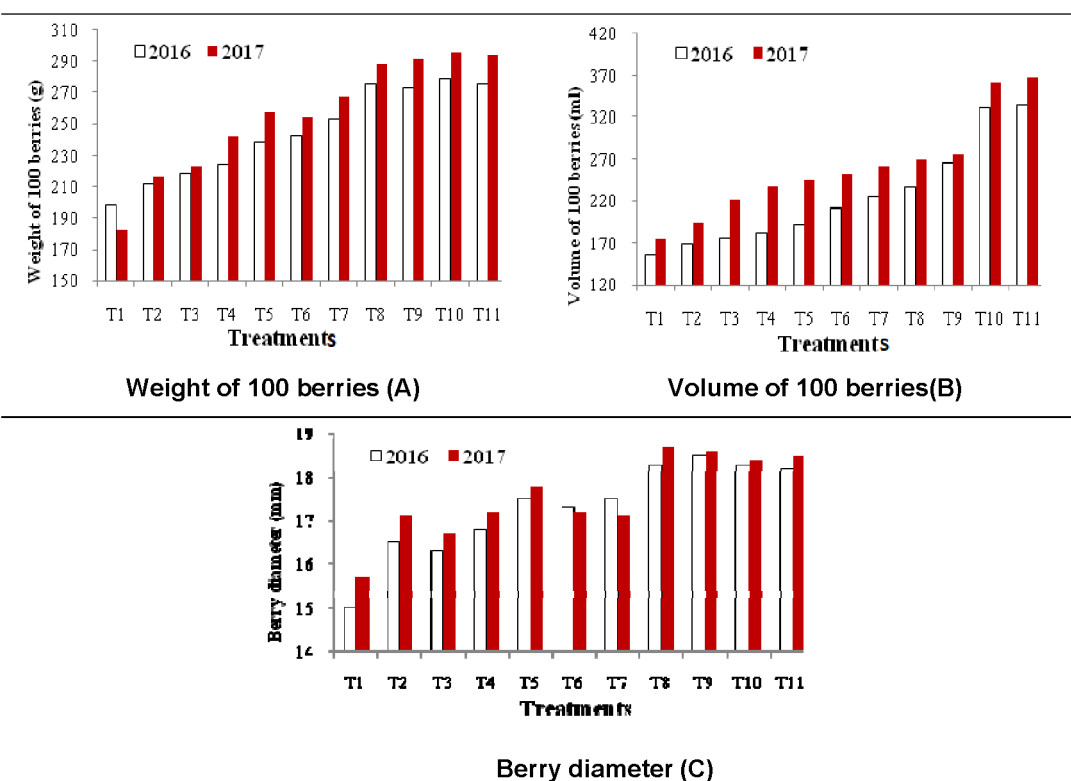 310
290
270
250
230
210
190
170
150
Weight of 100 berries (g)
2016 2017
T1 T2 T3 T4 T5 T6 T7 T8 T9 T10 T11
Treatments
Weight of 100 berries (A)
420
370
320
270
220
170
120
Volume of 100 berries (ml)
2016 2017
T1 T2 T3 T4 T5 T6 T7 T8 T9 T10 T11
Treatments
Volume of 100 berries(B)
19
18
17
16
15
14
Berry diameter (mm)
2016 2017
T1 T2 T3 T4 T5 T6 T7 T8 T9 T10 T11
Treatments
Berry diameter (C)